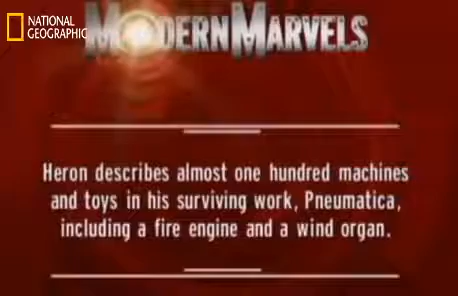 NATIONAL
GEOGRAPHIC
MODERN MARVELS
Heron describes almost one hundred machines
and toys in his surviving work, Pneumatica,
including a fire engine and a wind organ.